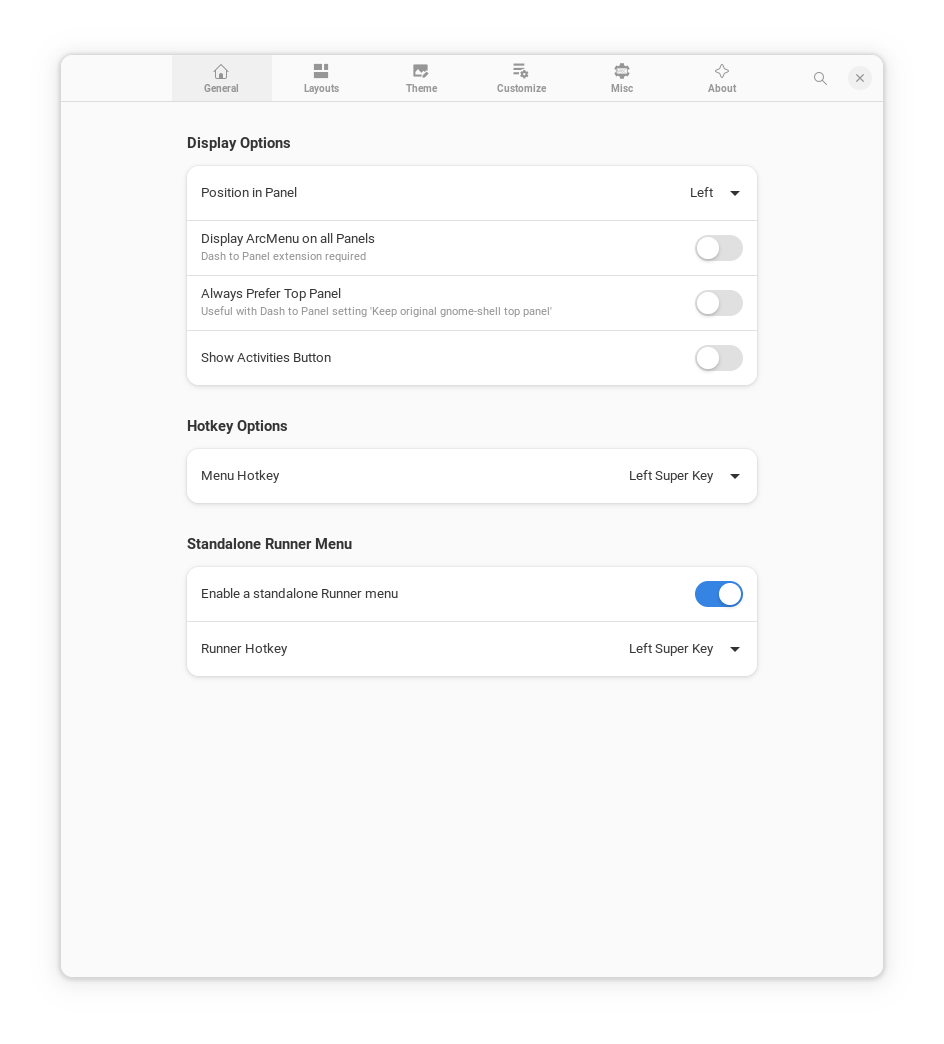 General
Layouts
Theme
Customize
Misc
About
Display Options
Position in Panel
Left
Display ArcMenu on all Panels
Dash to Panel extension required
Always Prefer Top Panel
Useful with Dash to Panel setting 'Keep original gnome-shell top panel'
Show Activities Button
Hotkey Options
Menu Hotkey
Left Super Key
Standalone Runner Menu
Enable a standalone Runner menu
Runner Hotkey
Left Super Key